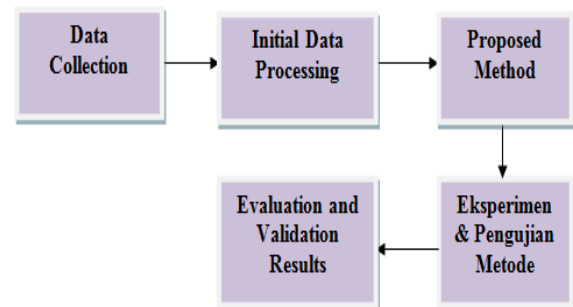 Data
Collection
Initial Data
Processing
Proposed
Method
Eksperimen
& Pengujian
Metode
Evaluation and
Validation
Results